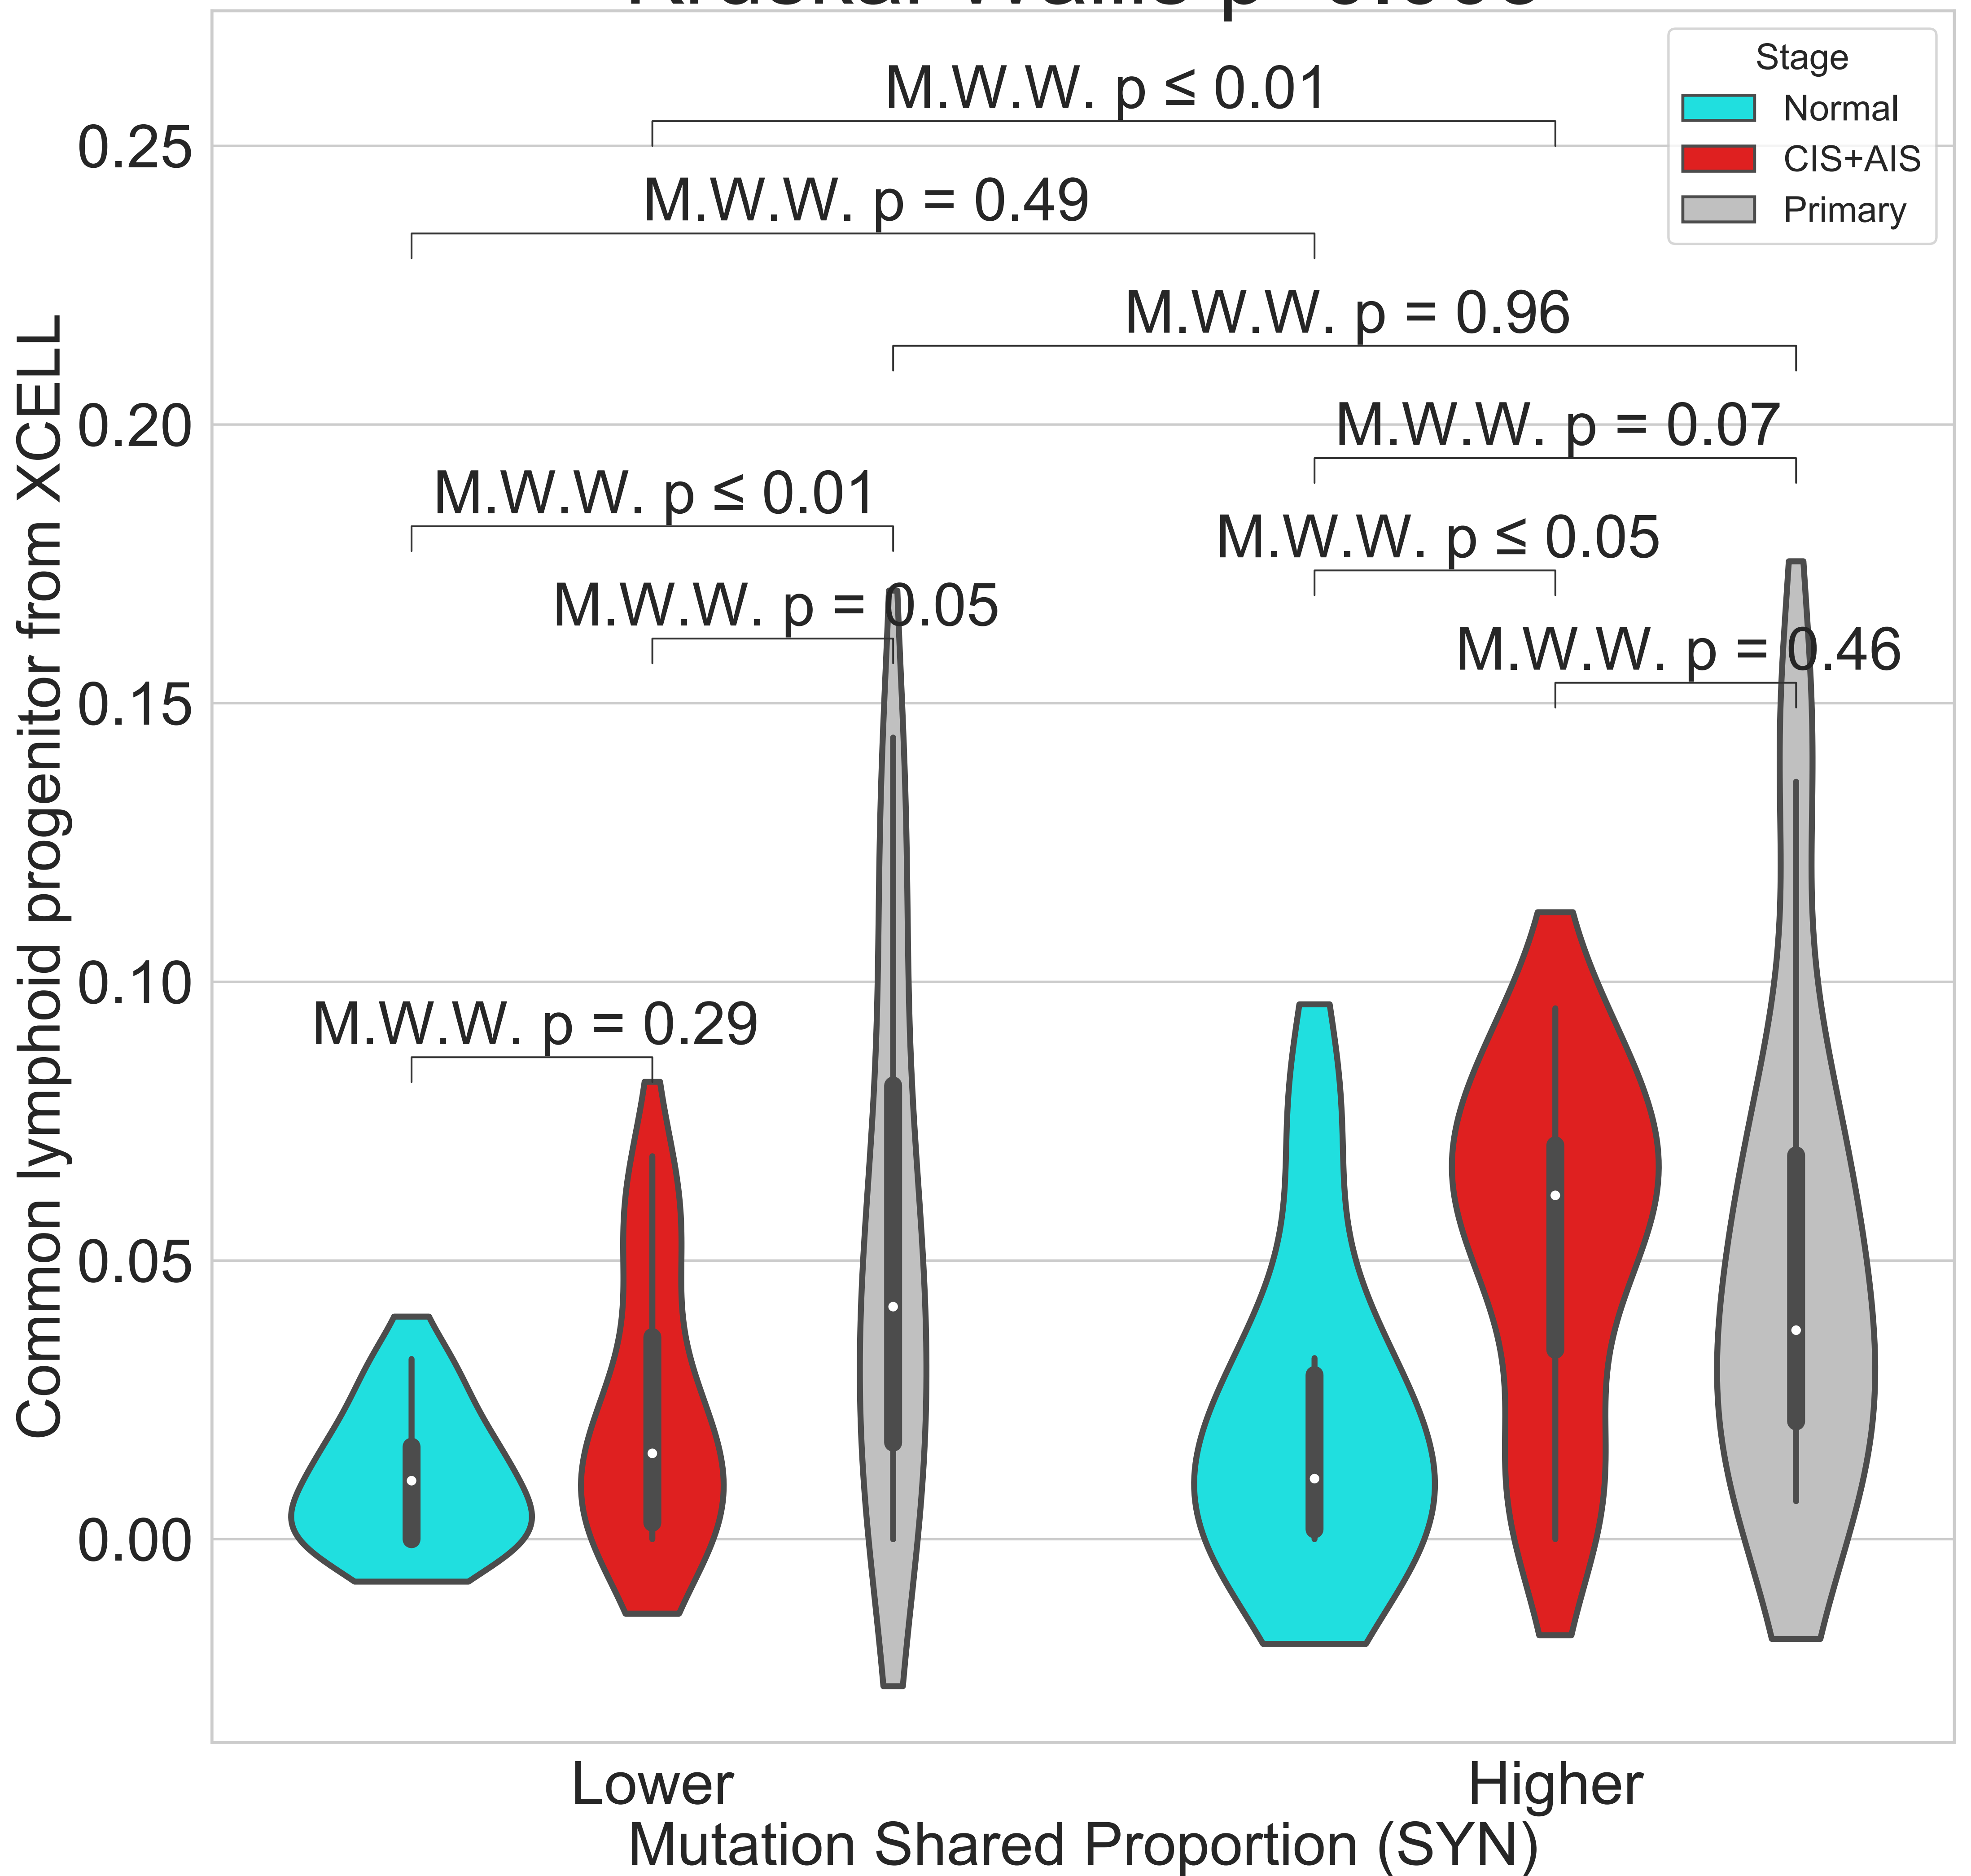 Stage
Normal
CIS+AIS
Primary
M.W.W. p ≤ 0.01
M.W.W. p = 0.49
M.W.W. p = 0.96
M.W.W. p = 0.07
M.W.W. p ≤ 0.01
M.W.W. p ≤ 0.05
M.W.W. p = 0.05
M.W.W. p = 0.46
M.W.W. p = 0.29
0.25
0.20
0.15
0.10
0.05
0.00
Common lymphoid progenitor from XCELL
Lower
Higher
Mutation Shared Proportion (SYN)